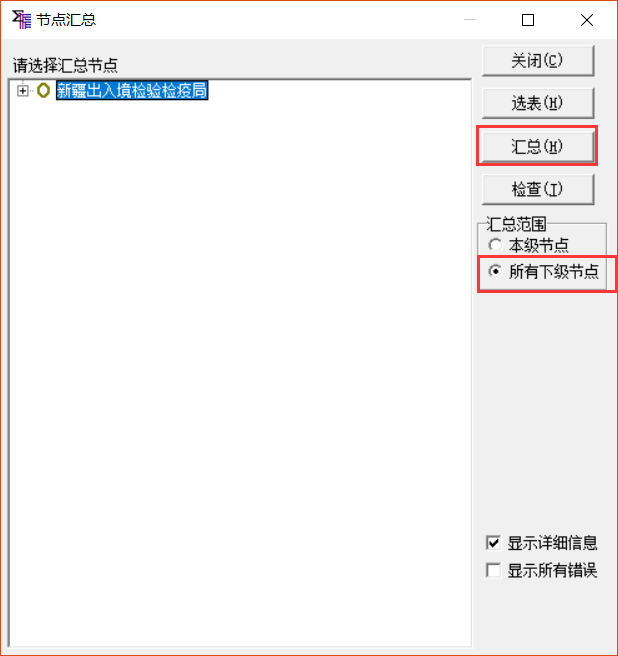 节点汇总
请选择汇总节点
新疆出入境检验检疫局
关闭(C)
选表(H)
汇总(H)
检查(I)
汇总范围
本级节点
所有下级节点
显示详细信息
显示所有错误